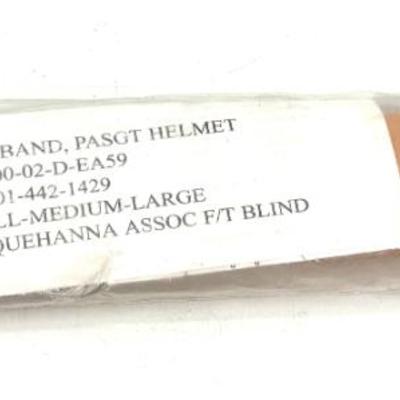 BAND, PASGT HELMET
00-02-D-EA59
01-442-1429
LL-MEDIUM-LARGE
QUEHANNA ASSOC F/T BLIND